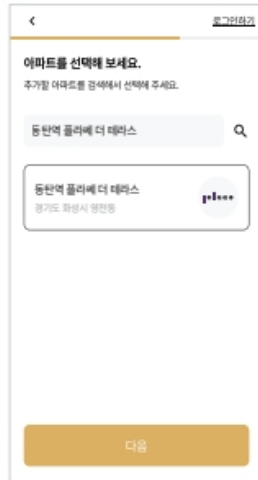 로그인하기
아파트를 선택해 보세요.
추가할 아파트를 검색해서 선택해 주세요.
동탄역 플라쎄 더 테라스
동탄역 플라쎄 더 테라스
경기도 화성시 영천동
다음